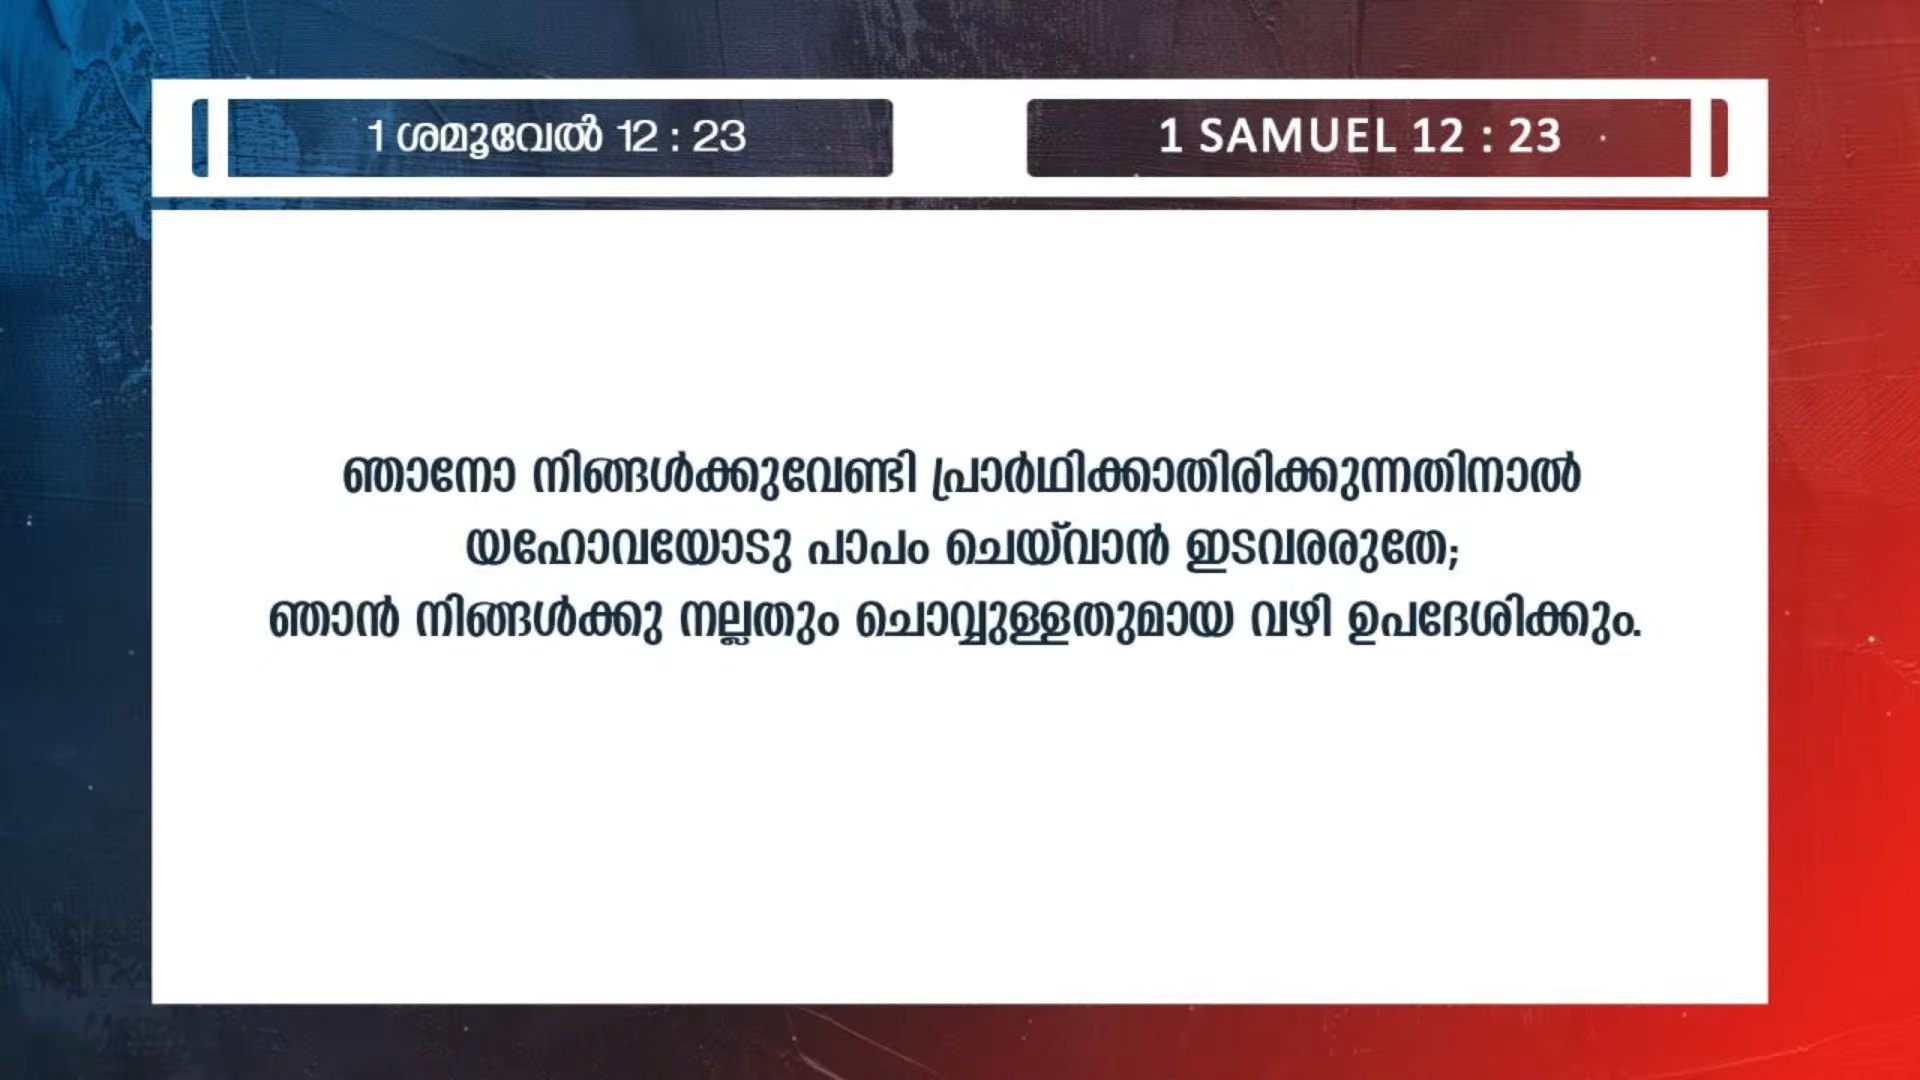 1 ശമൂവേൽ 12 : 23
1 SAMUEL 12 : 23
ഞാനോ നിങ്ങൾക്കുവേണ്ടി പ്രാർഥിക്കാതിരിക്കുന്നതിനാൽ
യഹോവയോടു പാപം ചെയ്‌വാൻ ഇടവരരുതേ;
ഞാൻ നിങ്ങൾക്കു നല്ലതും ചൊവ്വുള്ളതുമായ വഴി ഉപദേശിക്കും.